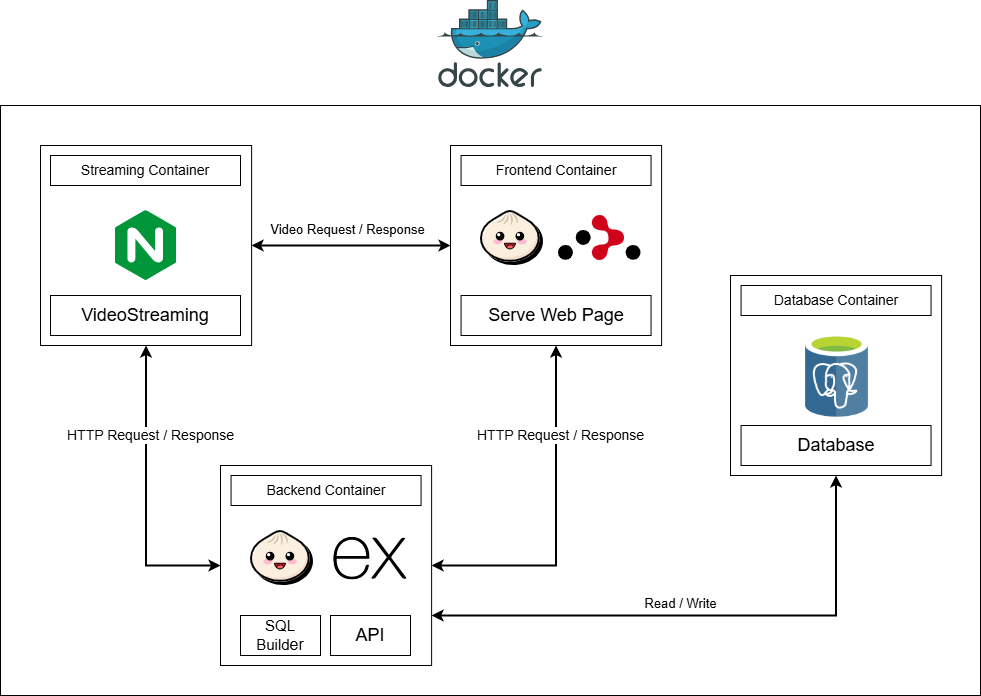 docker
Streaming Container
Frontend Container
Video Request / Response
VideoStreaming
Serve Web Page
Database Container
Database
HTTP Request / Response
HTTP Request / Response
Backend Container
ex
SQL
Builder
API
Read / Write